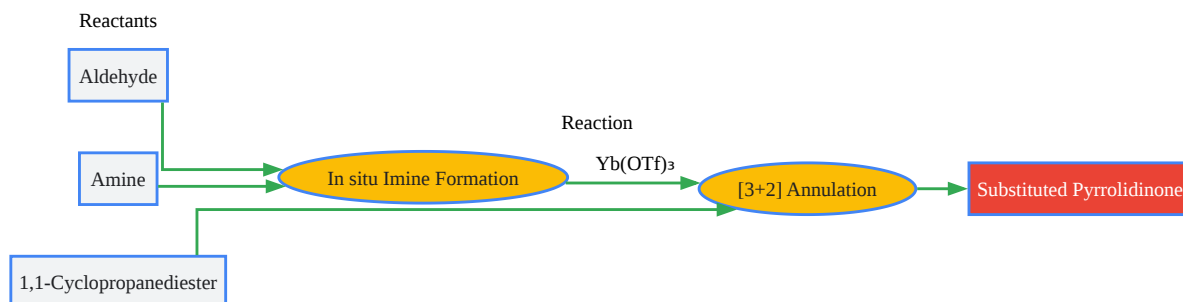 Reactants
Aldehyde
Reaction
Yb(OTf)₃
Amine
In situ Imine Formation
[3+2] Annulation
Substituted Pyrrolidinone
1,1-Cyclopropanediester